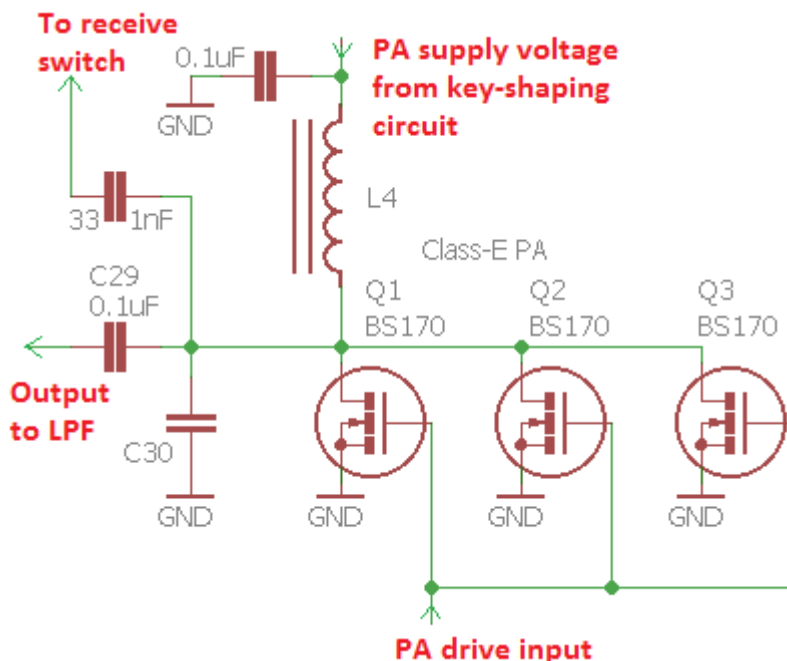 To receive
switch
0.1uF
PA supply voltage
from key-shaping
circuit
GND
L4
33 1nF
Class-E PA
C29
0.1uF
Q1
BS170
Q2
BS170
Q3
BS170
Output
to LPF
C30
GND
GND
GND
GND
PA drive input